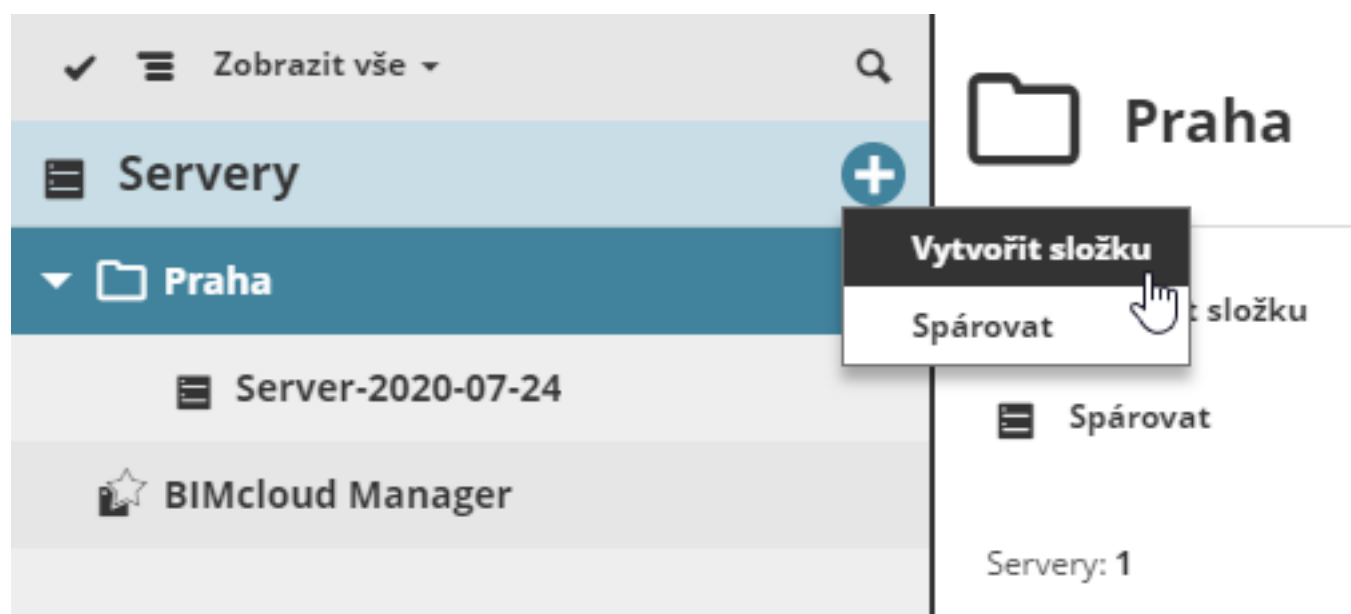 Zobrazit vše
Servery
Praha
Server-2020-07-24
BIMcloud Manager
Vytvořit složku
Spárovat
Praha
složku
Spárovat
Servery: 1